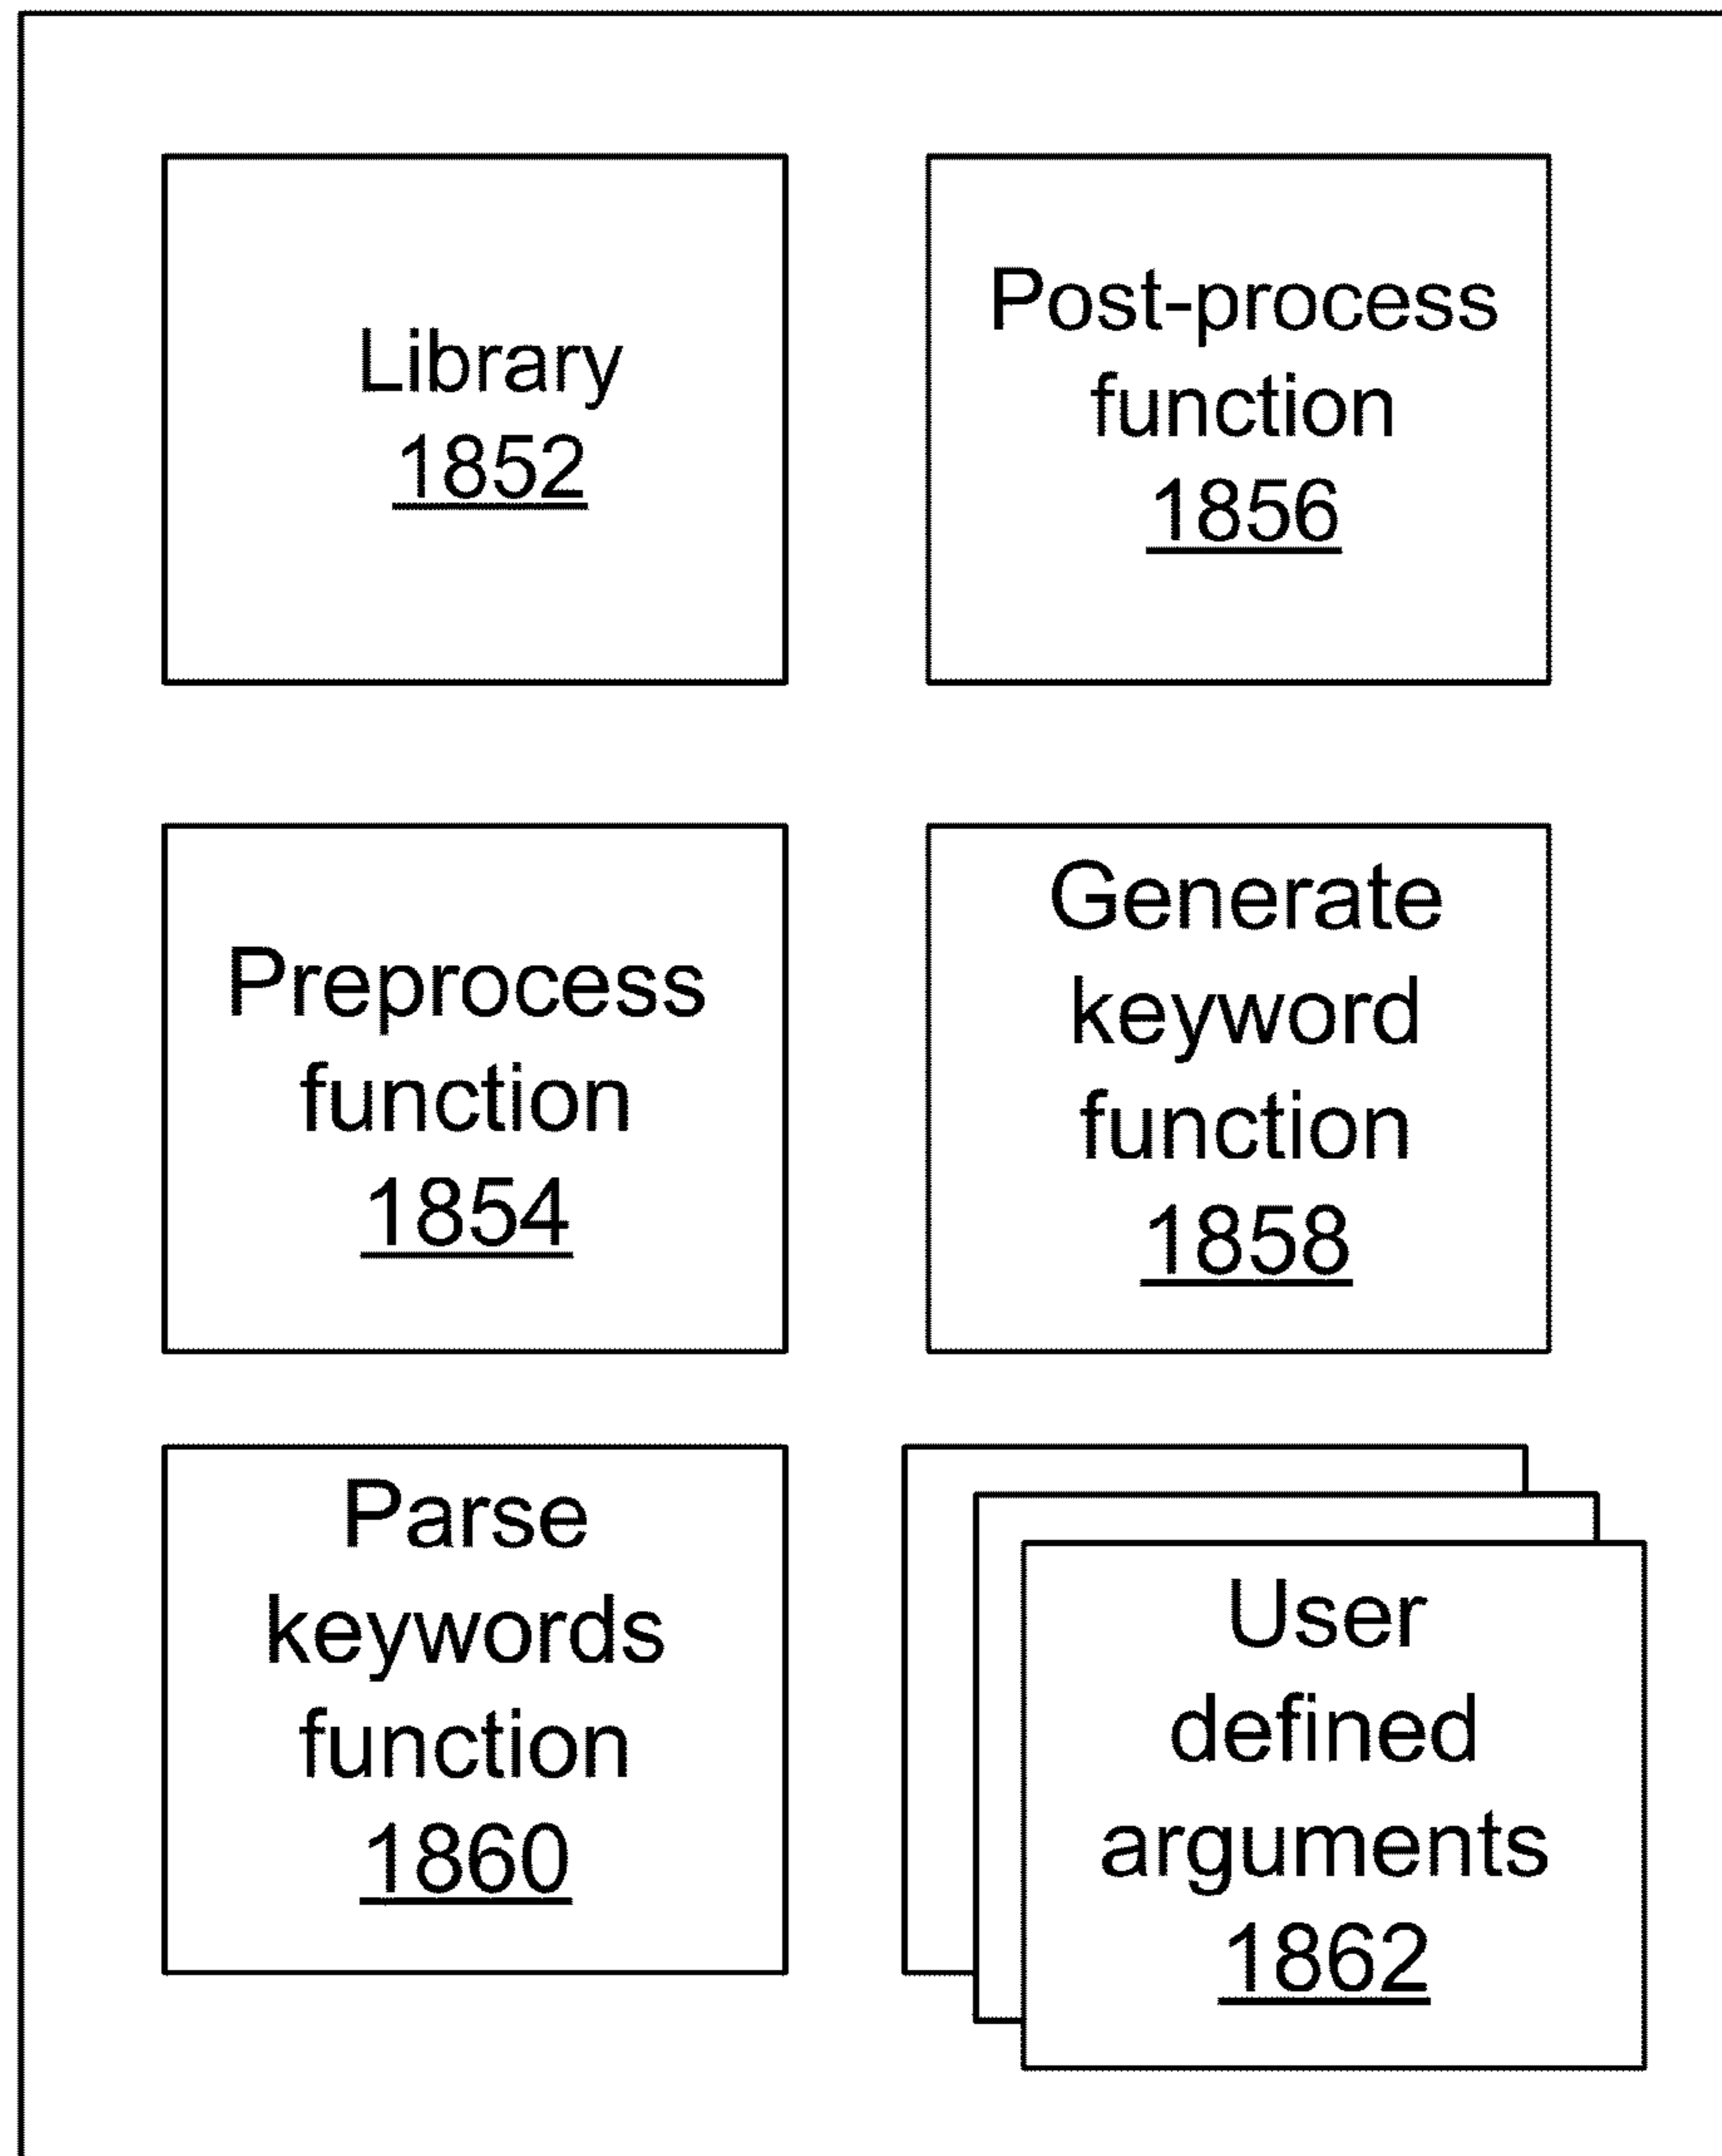 Library
1852
Post-process
function
1856
Preprocess
function
1854
Generate
keyword
function
1858
Parse
keywords
function
1860
User
defined
arguments
1862